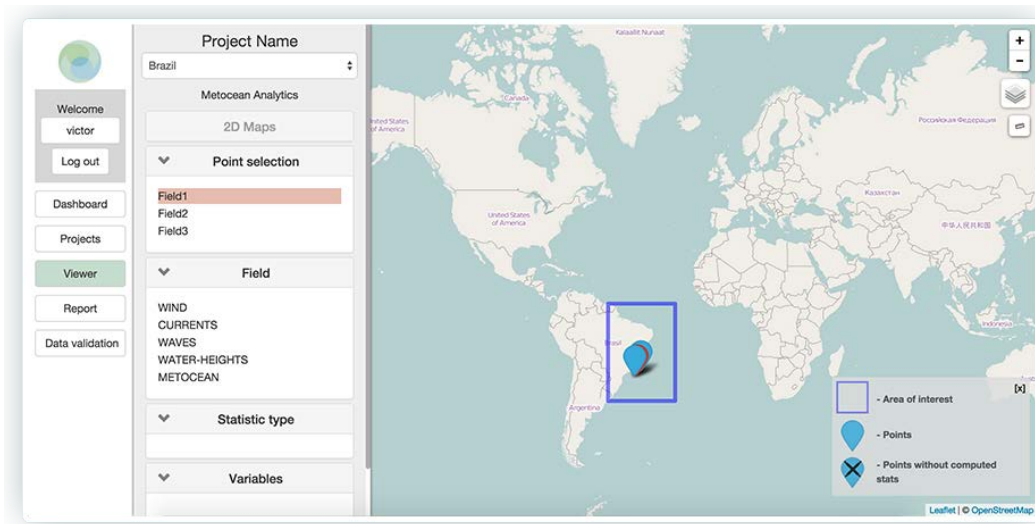 Welcome
victor
Log out
Dashboard
Projects
Viewer
Report
Data validation
Project Name
Brazil
Metocean Analytics
2D Maps
Point selection
Field1
Field2
Field3
Field
WIND
CURRENTS
WAVES
WATER-HEIGHTS
METOCEAN
Statistic type
Variables
Kalaallit Nunaat
Canada
United States
of America
United States
of America
Brasil
Argentina
Российская Федерация
Казахстан
中华人民共和国
Indonesia
+
-
[x]
- Area of interest
- Points
- Points without computed
stats
Leaflet | © OpenStreetMap